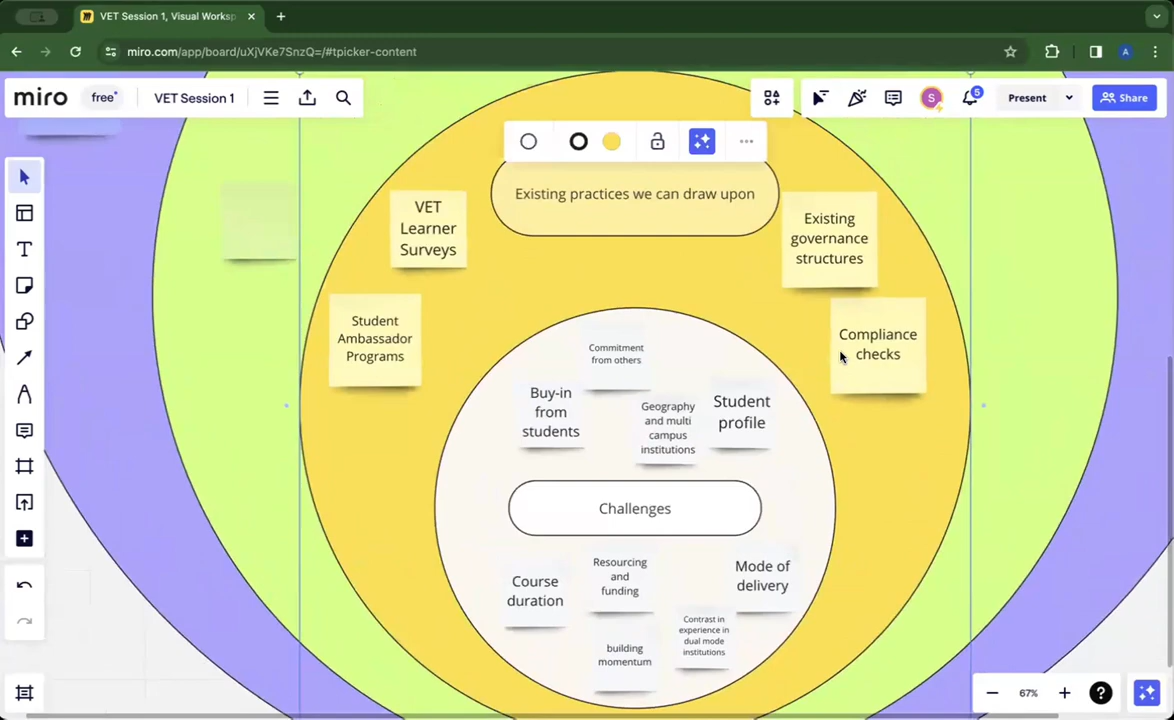 VET Session 1, Visual Worksp
miro.com/app/board/uXjVKe7SnzQ=/#tpicker-content
A
miro
free
VET Session 1
S
5
Present
Share
Existing practices we can draw upon
VET
Learner
Surveys
Existing
governance
structures
Student
Ambassador
Programs
Compliance
checks
Commitment
from others
Buy-in
from
students
Geography
and multi
campus
institutions
Student
profile
Challenges
Course
duration
Resourcing
and
funding
Mode of
delivery
building
momentum
Contrast in
experience in
dual mode
institutions
67%